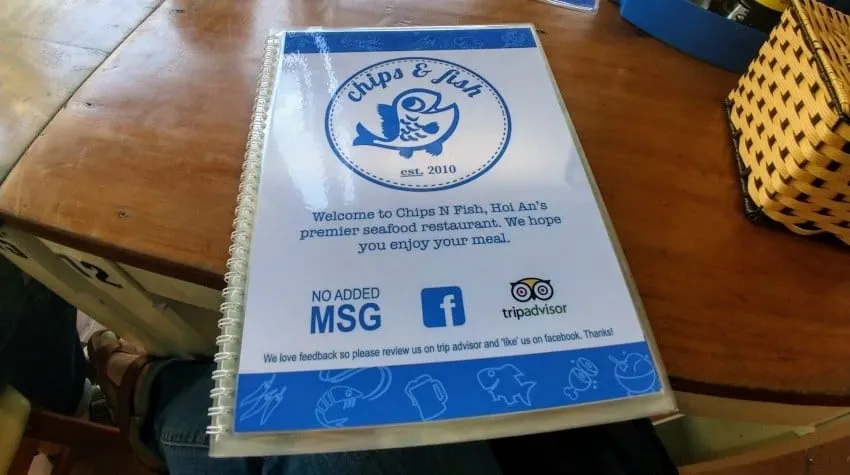 chips & fish
est. 2010
Welcome to Chips N Fish, Hoi An's
premier seafood restaurant. We hope
you enjoy your meal.
NO ADDED
MSG
f
tripadvisor
We love feedback so please review us on trip advisor and 'like' us on facebook. Thanks!
12